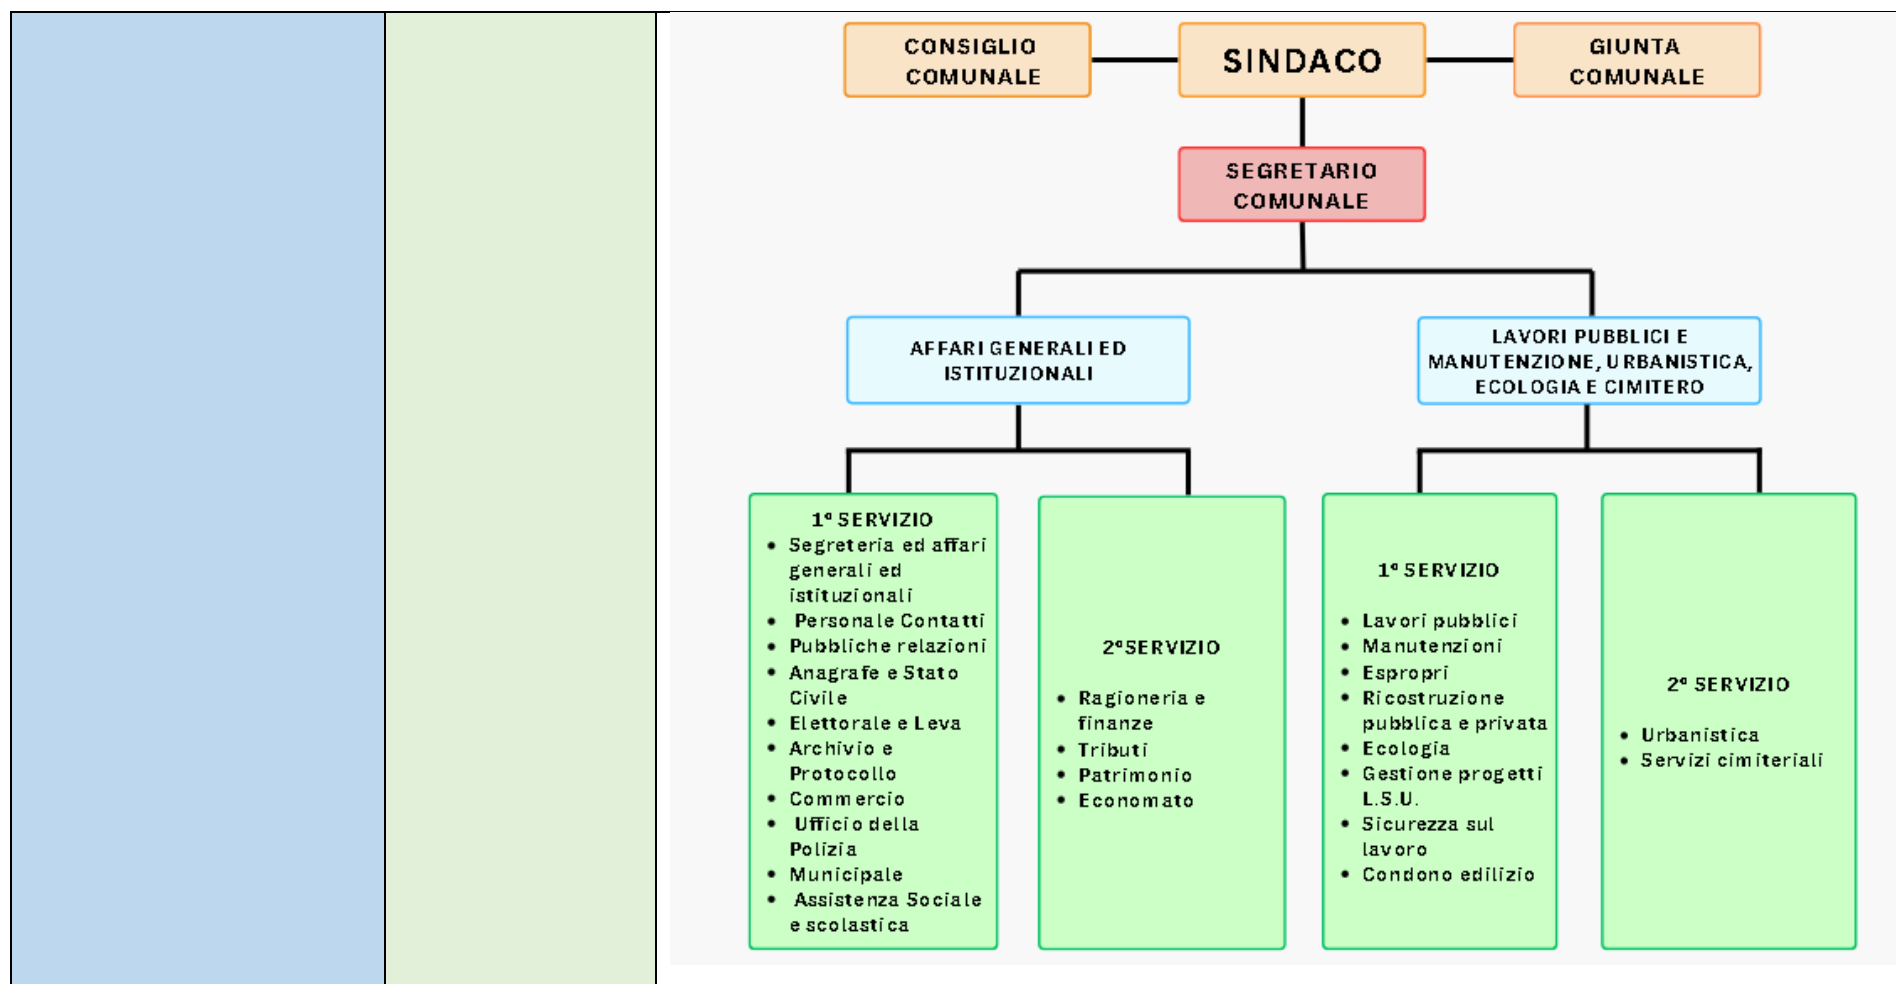 CONSIGLIO
COMUNALE
SINDACO
GIUNTA
COMUNALE
SEGRETARIO
COMUNALE
AFFARI GENERALI ED
ISTITUZIONALI
LAVORI PUBBLICI E
MANUTENZIONE, URBANISTICA,
ECOLOGIA E CIMITERO
1° SERVIZIO
• Segreteria ed affari
generali ed
istituzionali
• Personale Contatti
• Pubbliche relazioni
• Anagrafe e Stato
Civile
• Elettorale e Leva
• Archivio e
Protocollo
• Commercio
• Ufficio della
Polizia
• Municipale
• Assistenza Sociale
e scolastica
2°SERVIZIO
• Ragioneria e
finanze
• Tributi
• Patrimonio
• Economato
1° SERVIZIO
• Lavori pubblici
• Manutenzioni
• Espropri
• Ricostruzione
pubblica e privata
• Ecologia
• Gestione progetti
L.S.U.
• Sicurezza sul
lavoro
• Condono edilizio
2° SERVIZIO
• Urbanistica
• Servizi cimiteriali